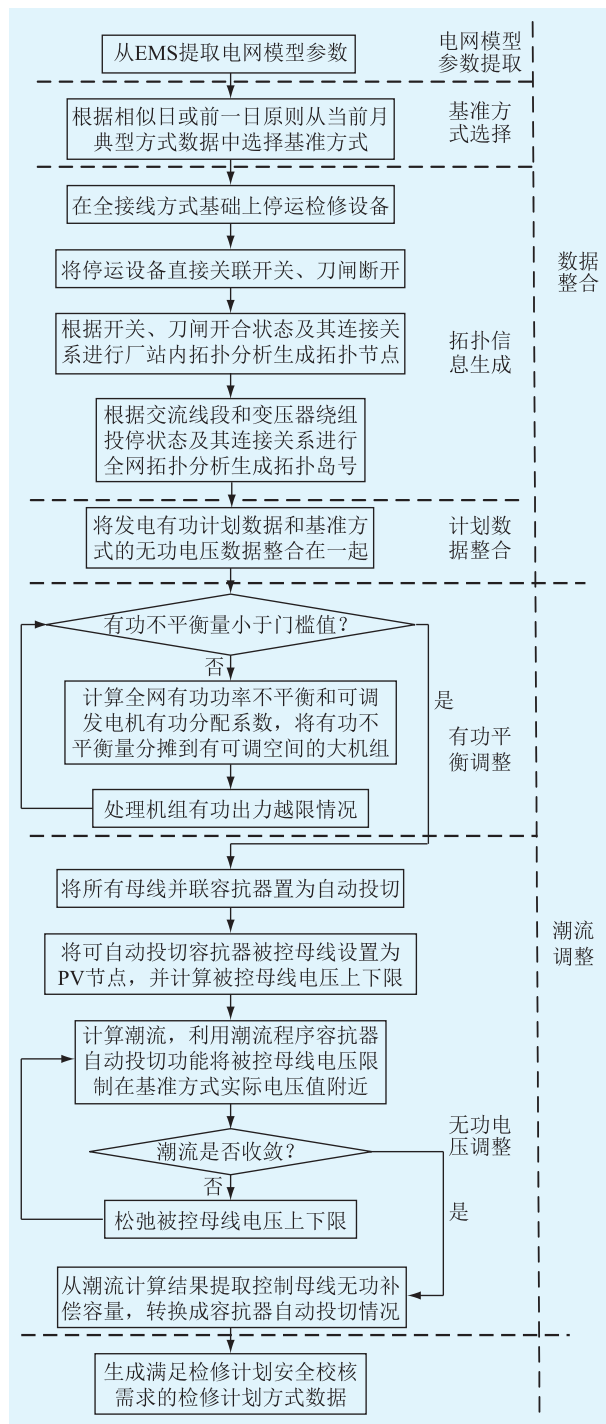 从EMS提取电网模型参数
电网模型
参数提取
根据相似日或前一日原则从当前月
典型方式数据中选择基准方式
基准方
式选择
在全接线方式基础上停运检修设备
将停运设备直接关联开关、刀闸断开
根据开关、刀闸开合状态及其连接关
系进行厂站内拓扑分析生成拓扑节点
根据交流线段和变压器绕组
投停状态及其连接关系进行
全网拓扑分析生成拓扑岛号
拓扑信
息生成
数据
整合
将发电有功计划数据和基准方
式的无功电压数据整合在一起
计划数
据整合
有功不平衡量小于门槛值？
否
是
计算全网有功功率不平衡和可调
发电机有功分配系数，将有功不
平衡量分摊到有可调空间的大机组
有功平
衡调整
处理机组有功出力越限情况
将所有母线并联容抗器置为自动投切
将可自动投切容抗器被控母线设置为
PV节点，并计算被控母线电压上下限
潮流
调整
计算潮流，利用潮流程序容抗器
自动投切功能将被控母线电压限
制在基准方式实际电压值附近
潮流是否收敛？
无功电
压调整
否
是
松弛被控母线电压上下限
从潮流计算结果提取控制母线无功补
偿容量，转换成容抗器自动投切情况
生成满足检修计划安全校核
需求的检修计划方式数据